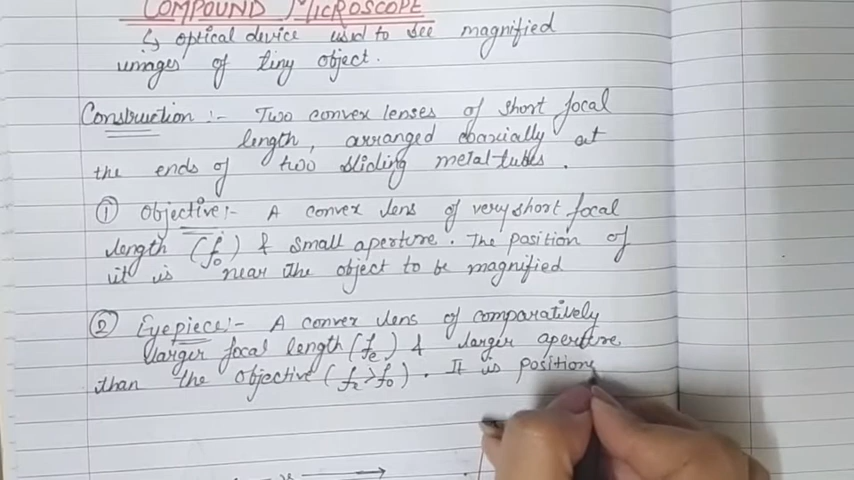 COMPOUND MICROSCOPE
↳ optical device used to see magnified
images of tiny object.
Construction :- Two convex lenses of short focal
length, arranged coaxially at
the ends of two sliding metal tubes.
① Objective:- A convex lens of very short focal
length (fo) & small aperture. The position of
it is near the object to be magnified
② Eyepiece:- A convex lens of comparatively
larger focal length (fe) & larger aperture
than the objective (fe>fo). It is position